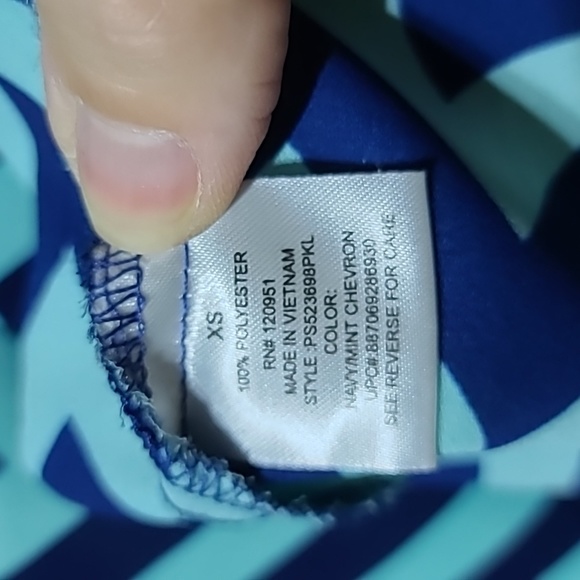 XS
100% POLYESTER
RN# 120951
MADE IN VIETNAM
STYLE :PS523698PKL
COLOR:
NAVY/MINT CHEVRON
UPC#:887069286930
SEE REVERSE FOR CARE